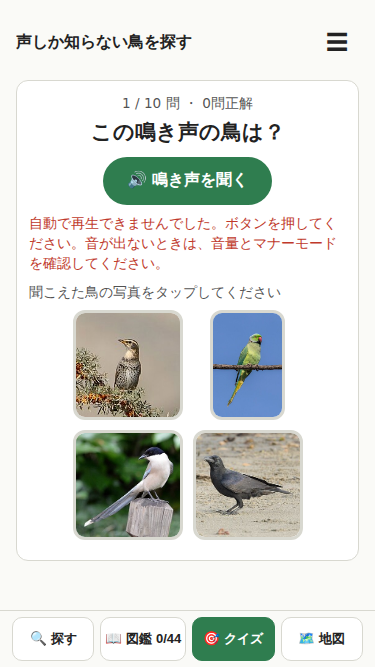 声しか知らない鳥を探す
☰
1 / 10 問 ・ 0問正解
この鳴き声の鳥は？
🔊 鳴き声を聞く
自動で再生できませんでした。ボタンを押してく
ださい。音が出ないときは、音量とマナーモード
を確認してください。
聞こえた鳥の写真をタップしてください
🔍 探す
📖 図鑑 0/44
🎯 クイズ
🗺️ 地図